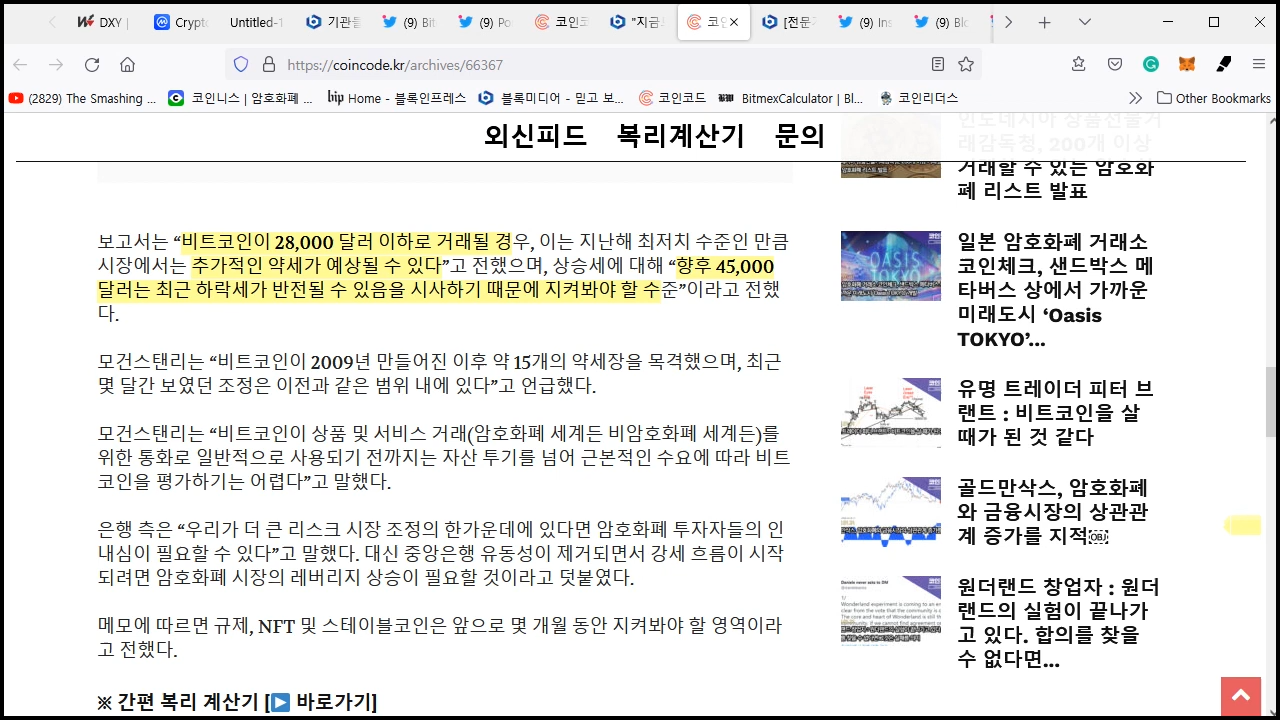 DXY |
Crypt
Untitled-1
기관들
(9) Bit
(9) Po
코인코
"지금
코인
[전문가
(9) Ins
(9) Blo
https://coincode.kr/archives/66367
(2829) The Smashing ...
코인니스 | 암호화폐 ...
bip Home - 블록인프레스
블록미디어 - 믿고 보...
코인코드
BitmexCalculator | Bl...
코인리더스
Other Bookmarks
외신피드 복리계산기 문의
보고서는 “비트코인이 28,000 달러 이하로 거래될 경우, 이는 지난해 최저치 수준인 만큼
시장에서는 추가적인 약세가 예상될 수 있다”고 전했으며, 상승세에 대해 “향후 45,000
달러는 최근 하락세가 반전될 수 있음을 시사하기 때문에 지켜봐야 할 수준”이라고 전했
다.
모건스탠리는 “비트코인이 2009년 만들어진 이후 약 15개의 약세장을 목격했으며, 최근
몇 달간 보였던 조정은 이전과 같은 범위 내에 있다”고 언급했다.
모건스탠리는 “비트코인이 상품 및 서비스 거래(암호화폐 세계든 비암호화폐 세계든)를
위한 통화로 일반적으로 사용되기 전까지는 자산 투기를 넘어 근본적인 수요에 따라 비트
코인을 평가하기는 어렵다”고 말했다.
은행 측은 “우리가 더 큰 리스크 시장 조정의 한가운데에 있다면 암호화폐 투자자들의 인
내심이 필요할 수 있다”고 말했다. 대신 중앙은행 유동성이 제거되면서 강세 흐름이 시작
되려면 암호화폐 시장의 레버리지 상승이 필요할 것이라고 덧붙였다.
메모에 따르면 규제, NFT 및 스테이블코인은 앞으로 몇 개월 동안 지켜봐야 할 영역이라
고 전했다.
※ 간편 복리 계산기 [▶ 바로가기]
인도네시아 상품선물거
래감독청, 200개 이상
거래할 수 있는 암호화
폐 리스트 발표
일본 암호화폐 거래소
코인체크, 샌드박스 메
타버스 상에서 가까운
미래도시 ‘Oasis
TOKYO’...
OASIS
TOKYO
유명 트레이더 피터 브
랜트 : 비트코인을 살
때가 된 것 같다
골드만삭스, 암호화폐
와 금융시장의 상관관
계 증가를 지적OBJ
원더랜드 창업자 : 원더
랜드의 실험이 끝나가
고 있다. 합의를 찾을
수 없다면...